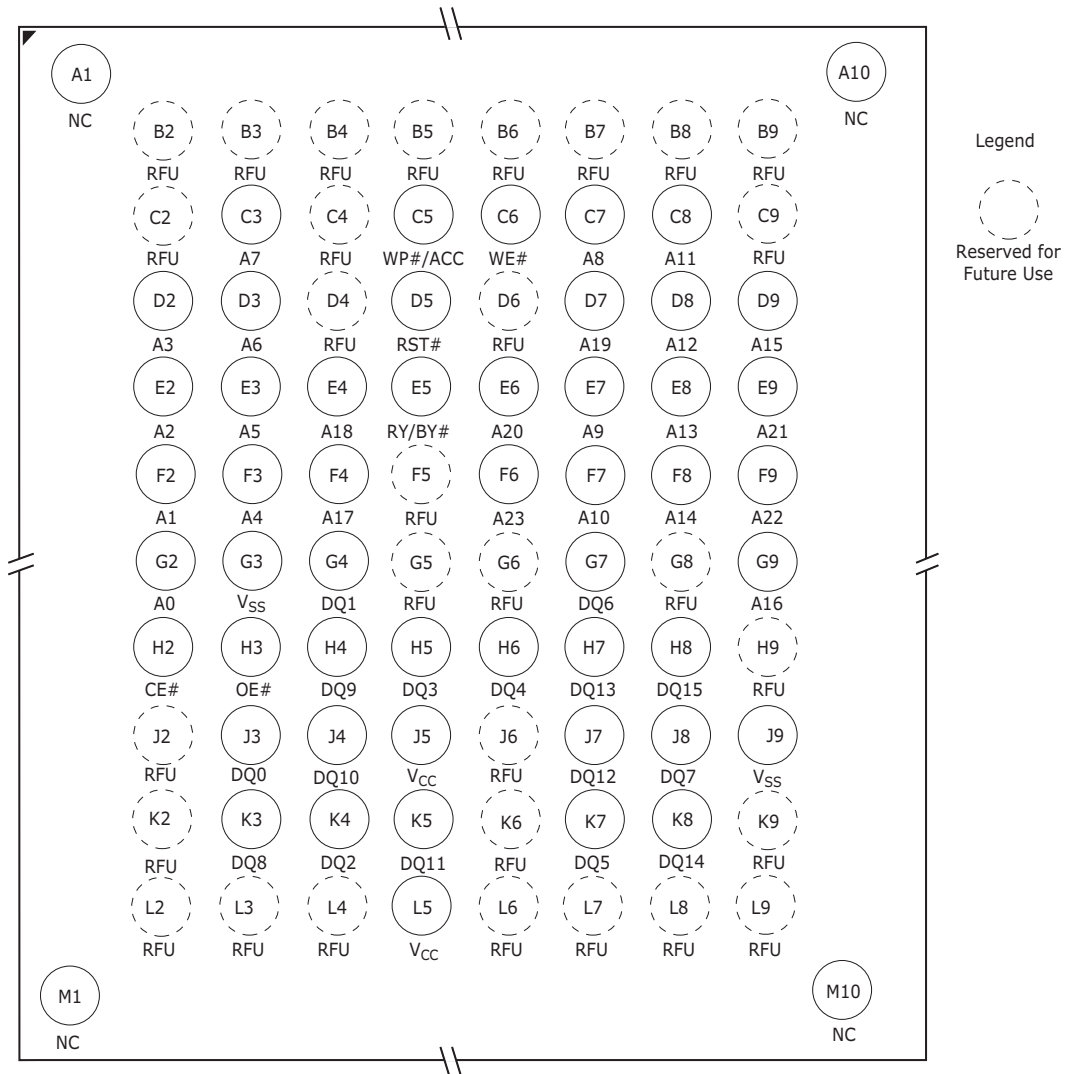 A1 A10
NC NC
B2 B3 B4 B5 B6 B7 B8 B9
Legend
RFU RFU RFU RFU RFU RFU RFU RFU
C2 C3 C4 C5 C6 C7 C8 C9
RFU A7 RFU WP#/ACC WE# A8 A11 RFU
Reserved for
Future Use
D2 D3 D4 D5 D6 D7 D8 D9
A3 A6 RFU RST# RFU A19 A12 A15
E2 E3 E4 E5 E6 E7 E8 E9
A2 A5 A18 RY/BY# A20 A9 A13 A21
F2 F3 F4 F5 F6 F7 F8 F9
A1 A4 A17 RFU A23 A10 A14 A22
G2 G3 G4 G5 G6 G7 G8 G9
A0 VSS DQ1 RFU RFU DQ6 RFU A16
H2 H3 H4 H5 H6 H7 H8 H9
CE# OE# DQ9 DQ3 DQ4 DQ13 DQ15 RFU
J2 J3 J4 J5 J6 J7 J8 J9
RFU DQ0 DQ10 VCC RFU DQ12 DQ7 VSS
K2 K3 K4 K5 K6 K7 K8 K9
RFU DQ8 DQ2 DQ11 RFU DQ5 DQ14 RFU
L2 L3 L4 L5 L6 L7 L8 L9
RFU RFU RFU VCC RFU RFU RFU RFU
M1 M10
NC NC